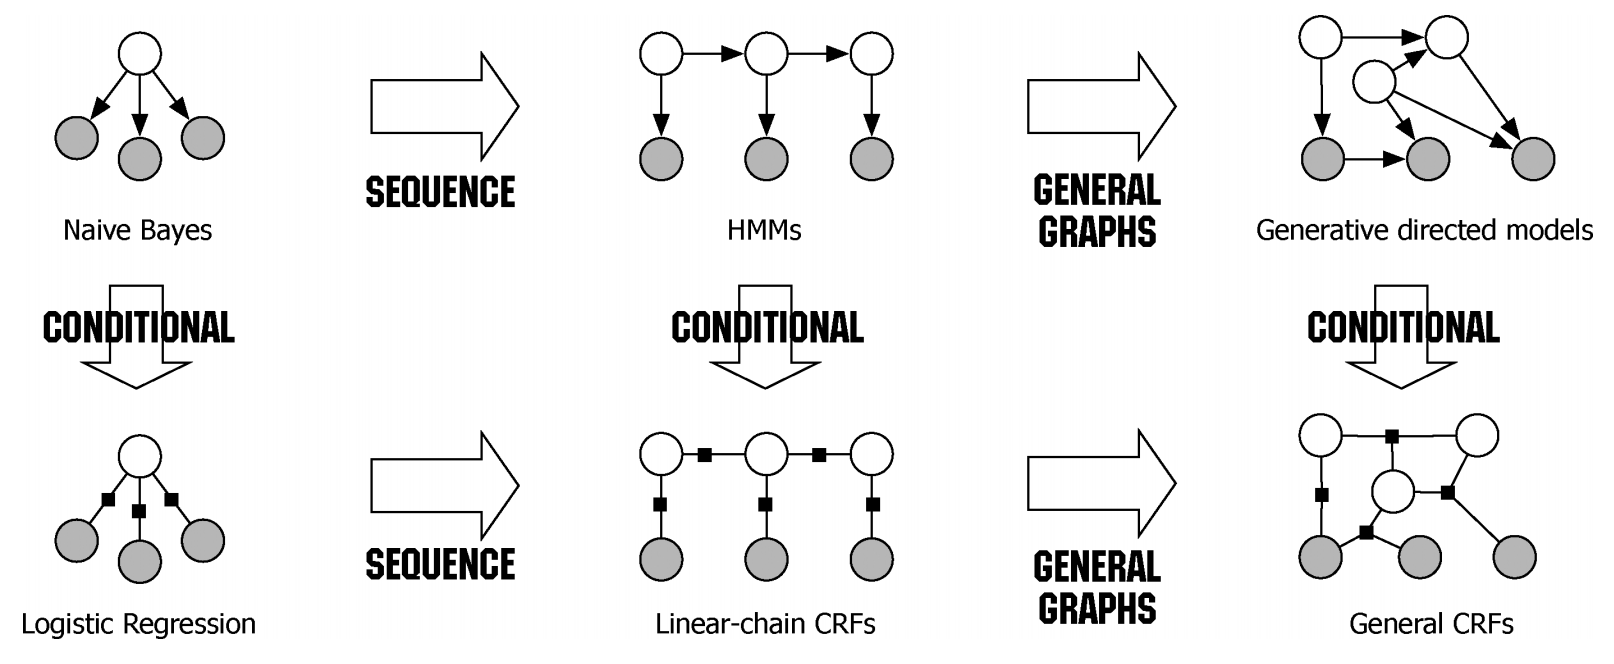 SEQUENCE
GENERAL
GRAPHS
Naive Bayes
HMMs
Generative directed models
CONDITIONAL
CONDITIONAL
CONDITIONAL
SEQUENCE
GENERAL
GRAPHS
Logistic Regression
Linear-chain CRFs
General CRFs